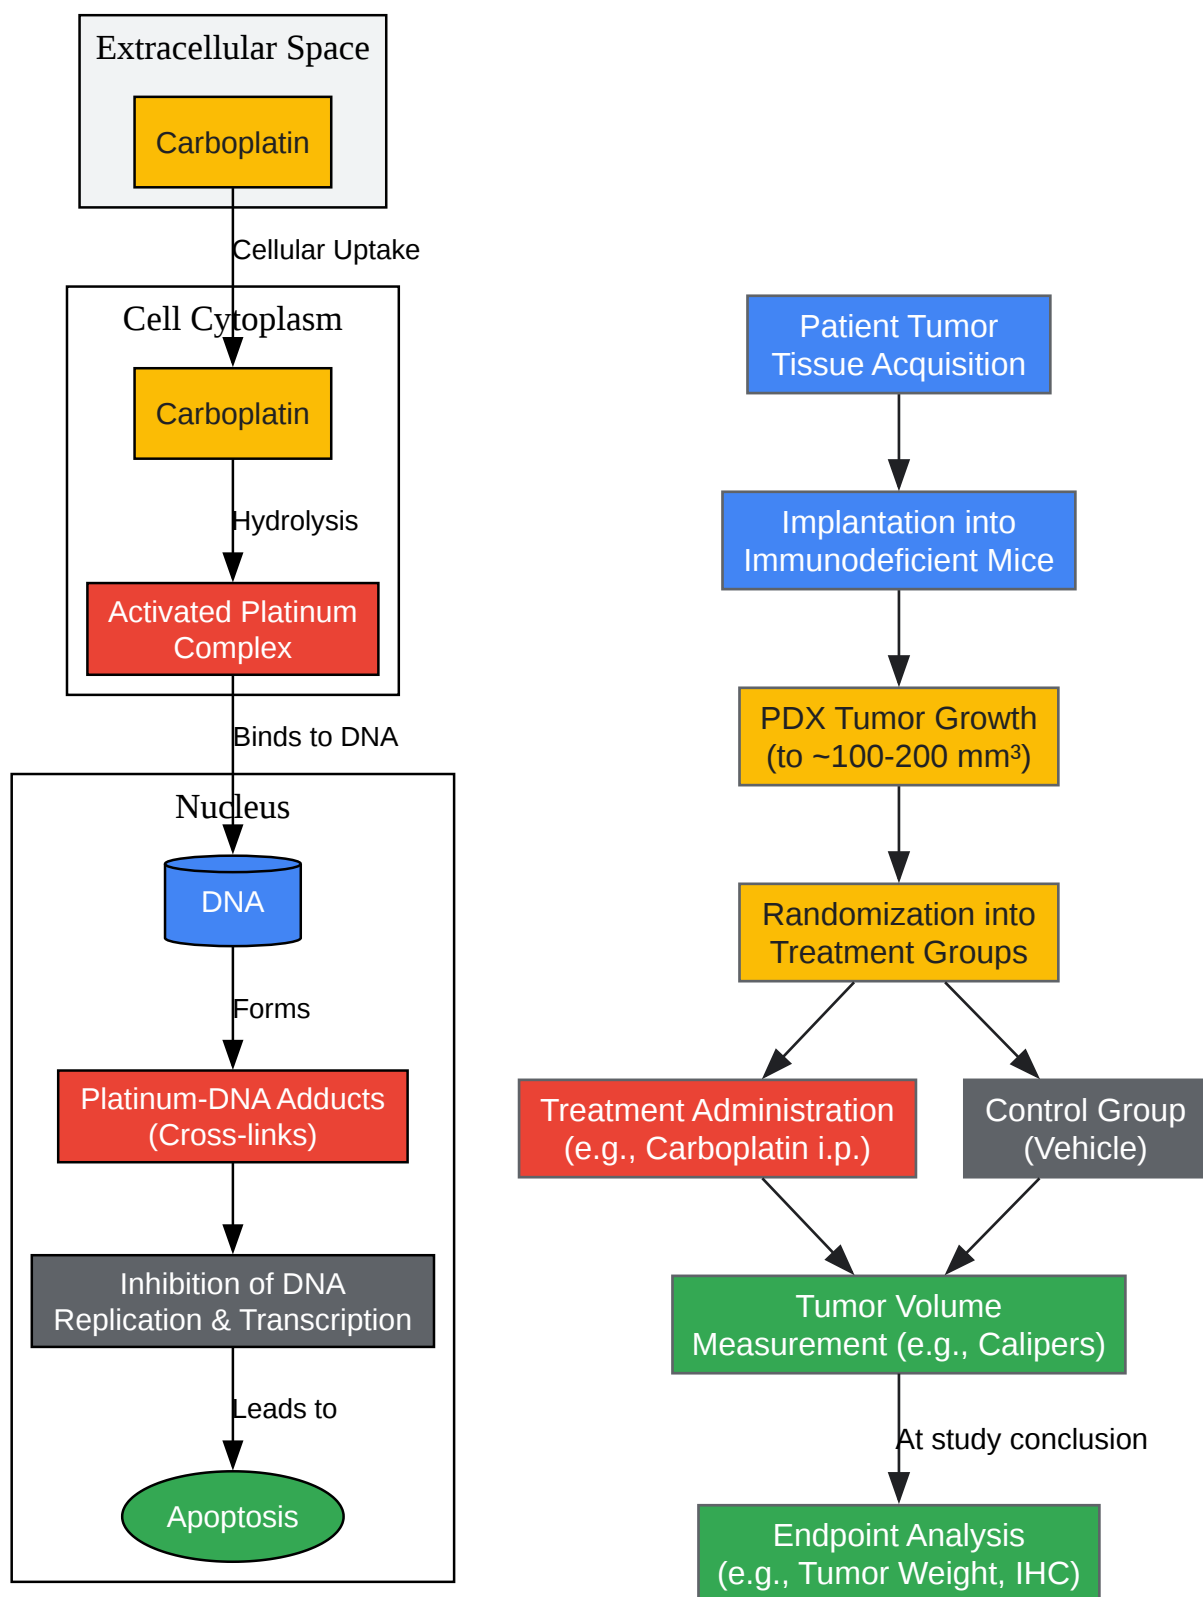 Extracellular Space
Carboplatin
Cellular Uptake
Cell Cytoplasm
Carboplatin
Hydrolysis
Activated Platinum
Complex
Binds to DNA
Nucleus
DNA
Forms
Platinum-DNA Adducts
(Cross-links)
Inhibition of DNA
Replication & Transcription
Leads to
Apoptosis
Patient Tumor
Tissue Acquisition
Implantation into
Immunodeficient Mice
PDX Tumor Growth
(to ~100-200 mm³)
Randomization into
Treatment Groups
Treatment Administration
(e.g., Carboplatin i.p.)
Control Group
(Vehicle)
Tumor Volume
Measurement (e.g., Calipers)
At study conclusion
Endpoint Analysis
(e.g., Tumor Weight, IHC)